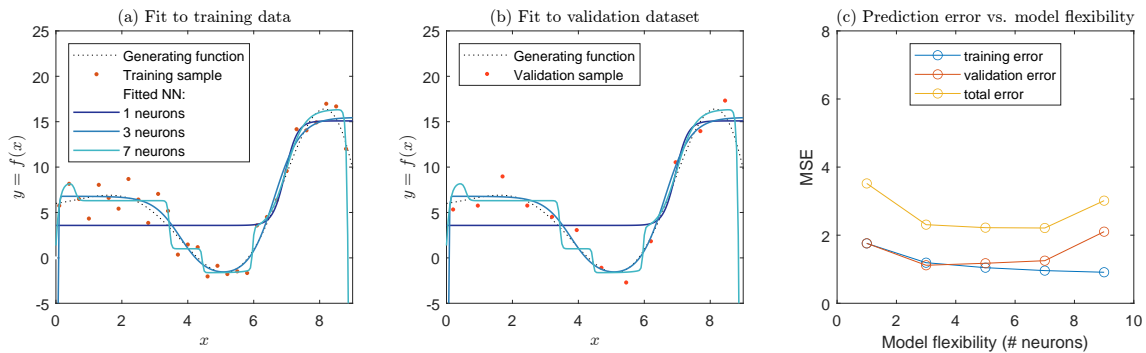 (a) Fit to training data
25
20
15
10
5
0
-5
0
2
4
6
8
y = f(x)
x
Generating function
Training sample
Fitted NN:
1 neurons
3 neurons
7 neurons
(b) Fit to validation dataset
25
20
15
10
5
0
-5
0
2
4
6
8
y = f(x)
x
Generating function
Validation sample
(c) Prediction error vs. model flexibility
8
6
4
2
0
0
2
4
6
8
10
MSE
Model flexibility (# neurons)
training error
validation error
total error